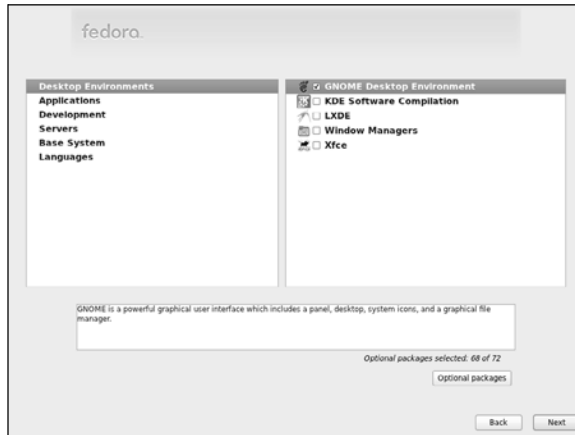 fedora
Desktop Environments
Applications
Development
Servers
Base System
Languages
GNOME Desktop Environment
KDE Software Compilation
LXDE
Window Managers
Xfce
GNOME is a powerful graphical user interface which includes a panel, desktop, system icons, and a graphical file
manager.
Optional packages selected: 68 of 72
Optional packages
Back
Next